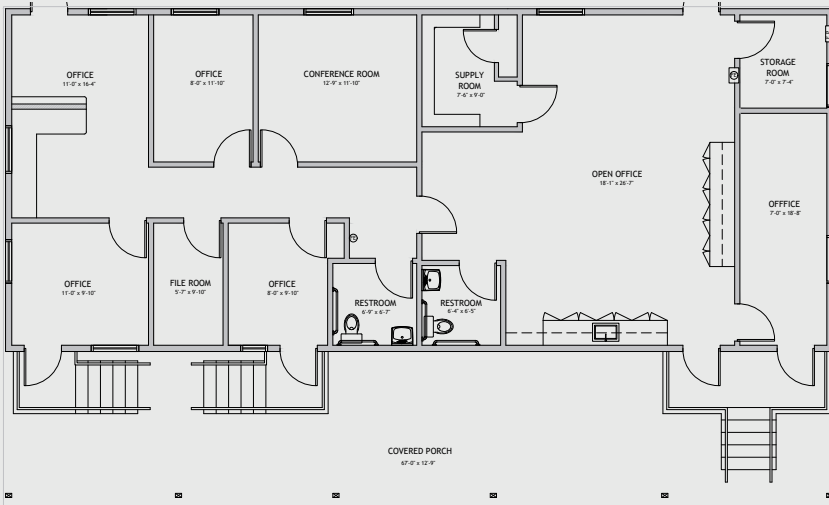 OFFICE
11'-0" x 16'-4"
OFFICE
8'-0" x 11'-10"
CONFERENCE ROOM
12'-9" x 11'-10"
SUPPLY
ROOM
7'-6" x 9'-0"
STORAGE
ROOM
7'-0" x 7'-4"
OPEN OFFICE
18'-1" x 26'-7"
OFFFICE
7'-0" x 18'-8"
OFFICE
11'-0" x 9'-10"
FILE ROOM
5'-7" x 9'-10"
OFFICE
8'-0" x 9'-10"
RESTROOM
6'-9" x 6'-7"
RESTROOM
6'-4" x 6'-5"
COVERED PORCH
67'-0" x 12'-9"